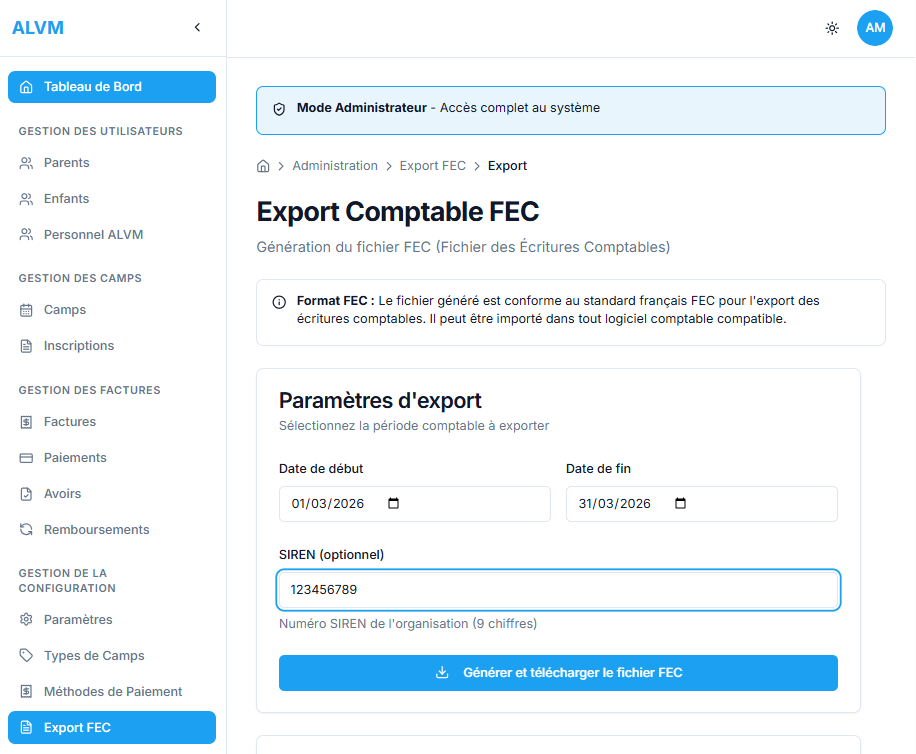 ALVM
AM
Tableau de Bord
GESTION DES UTILISATEURS
Parents
Enfants
Personnel ALVM
GESTION DES CAMPS
Camps
Inscriptions
GESTION DES FACTURES
Factures
Paiements
Avoirs
Remboursements
GESTION DE LA
CONFIGURATION
Paramètres
Types de Camps
Méthodes de Paiement
Export FEC
Mode Administrateur - Accès complet au système
Administration > Export FEC > Export
Export Comptable FEC
Génération du fichier FEC (Fichier des Écritures Comptables)
Format FEC : Le fichier généré est conforme au standard français FEC pour l'export des
écritures comptables. Il peut être importé dans tout logiciel comptable compatible.
Paramètres d'export
Sélectionnez la période comptable à exporter
Date de début
01/03/2026
Date de fin
31/03/2026
SIREN (optionnel)
123456789
Numéro SIREN de l'organisation (9 chiffres)
Générer et télécharger le fichier FEC